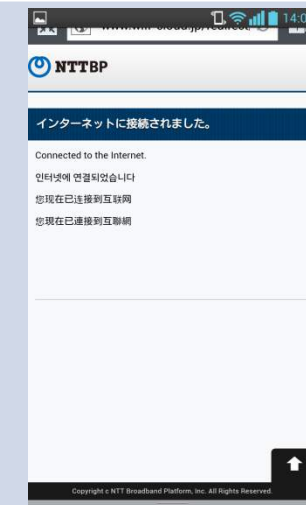 14:0
NTTBP
インターネットに接続されました。
Connected to the Internet.
인터넷에 연결되었습니다
您现在已连接到互联网
您現在已連接到互聯網
Copyright c NTT Broadband Platform, Inc. All Rights Reserved.